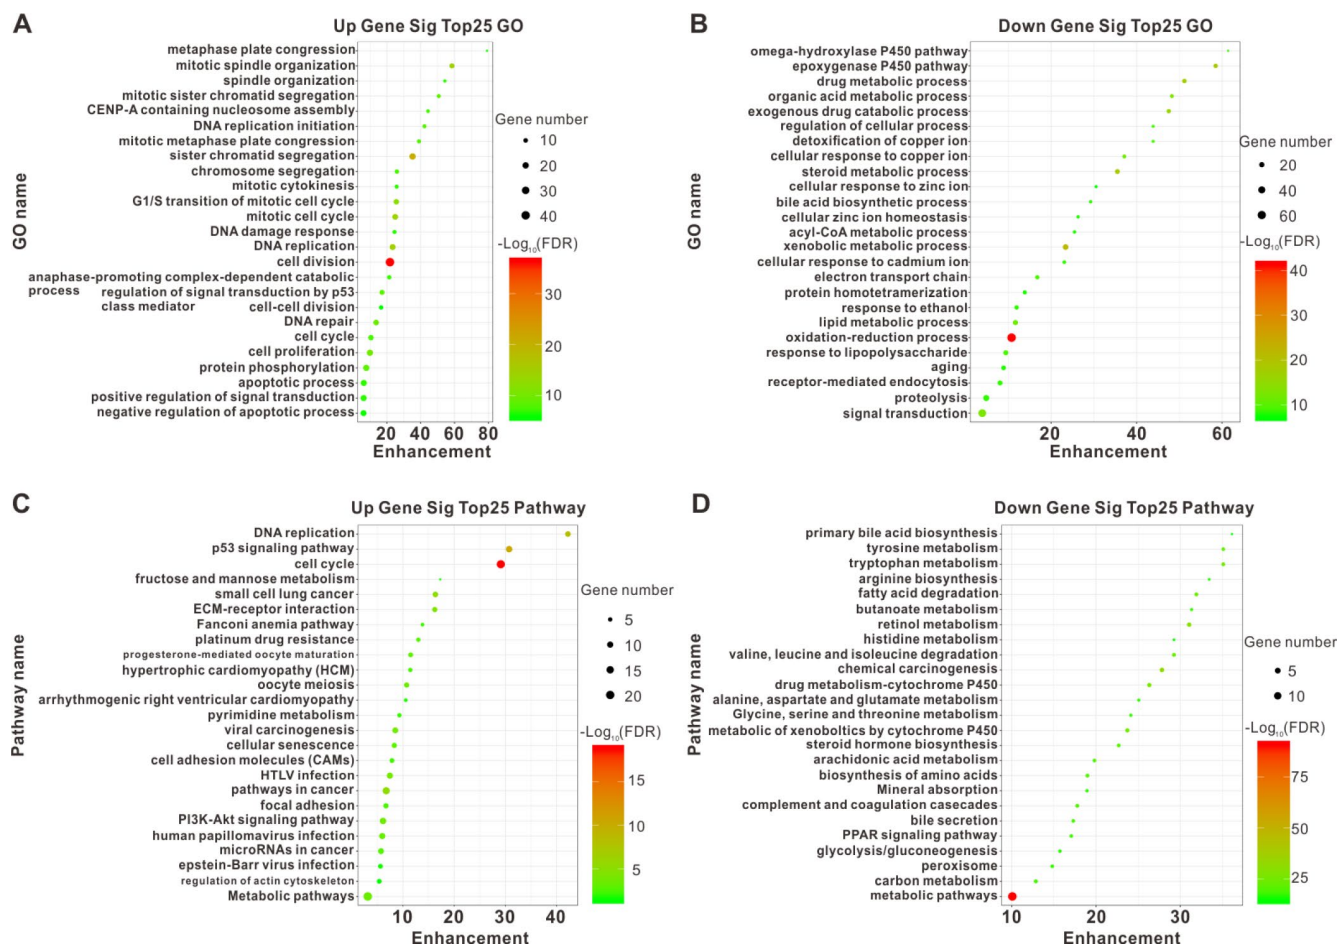 A
Up Gene Sig Top25 GO
GO name
metaphase plate congression
mitotic spindle organization
spindle organization
mitotic sister chromatid segregation
CENP-A containing nucleosome assembly
DNA replication initiation
mitotic metaphase plate congression
sister chromatid segregation
chromosome segregation
mitotic cytokinesis
G1/S transition of mitotic cell cycle
mitotic cell cycle
DNA damage response
DNA replication
cell division
anaphase-promoting complex-dependent catabolic
process regulation of signal transduction by p53
class mediator cell-cell division
DNA repair
cell cycle
cell proliferation
protein phosphorylation
apoptotic process
positive regulation of signal transduction
negative regulation of apoptotic process
20 40 60 80
Enhancement
Gene number
10
20
30
40
-Log10(FDR)
30
20
10
B
Down Gene Sig Top25 GO
GO name
omega-hydroxylase P450 pathway
epoxygenase P450 pathway
drug metabolic process
organic acid metabolic process
exogenous drug catabolic process
regulation of cellular process
detoxification of copper ion
cellular response to copper ion
steroid metabolic process
cellular response to zinc ion
bile acid biosynthetic process
cellular zinc ion homeostasis
acyl-CoA metabolic process
xenobolic metabolic process
cellular response to cadmium ion
electron transport chain
protein homotetramerization
response to ethanol
lipid metabolic process
oxidation-reduction process
response to lipopolysaccharide
aging
receptor-mediated endocytosis
proteolysis
signal transduction
20 40 60
Enhancement
Gene number
20
40
60
-Log10(FDR)
40
30
20
10
C
Up Gene Sig Top25 Pathway
Pathway name
DNA replication
p53 signaling pathway
cell cycle
fructose and mannose metabolism
small cell lung cancer
ECM-receptor interaction
Fanconi anemia pathway
platinum drug resistance
progesterone-mediated oocyte maturation
hypertrophic cardiomyopathy (HCM)
oocyte meiosis
arrhythmogenic right ventricular cardiomyopathy
pyrimidine metabolism
viral carcinogenesis
cellular senescence
cell adhesion molecules (CAMs)
HTLV infection
pathways in cancer
focal adhesion
PI3K-Akt signaling pathway
human papillomavirus infection
microRNAs in cancer
epstein-Barr virus infection
regulation of actin cytoskeleton
Metabolic pathways
10 20 30 40
Enhancement
Gene number
5
10
15
20
-Log10(FDR)
15
10
5
D
Down Gene Sig Top25 Pathway
Pathway name
primary bile acid biosynthesis
tyrosine metabolism
tryptophan metabolism
arginine biosynthesis
fatty acid degradation
butanoate metabolism
retinol metabolism
histidine metabolism
valine, leucine and isoleucine degradation
chemical carcinogenesis
drug metabolism-cytochrome P450
alanine, aspartate and glutamate metabolism
Glycine, serine and threonine metabolism
metabolic of xenoboltics by cytochrome P450
steroid hormone biosynthesis
arachidonic acid metabolism
biosynthesis of amino acids
Mineral absorption
complement and coagulation casecades
bile secretion
PPAR signaling pathway
glycolysis/gluconeogenesis
peroxisome
carbon metabolism
metabolic pathways
10 20 30
Enhancement
Gene number
5
10
-Log10(FDR)
75
50
25